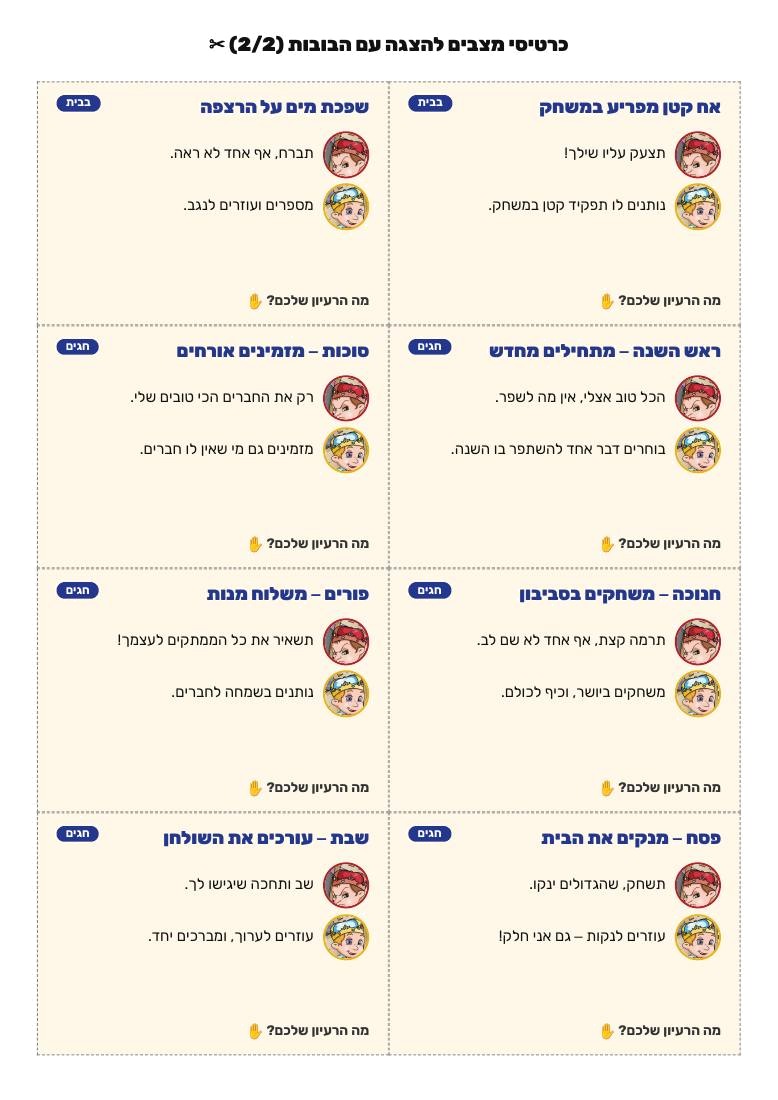 כרטיסי מצבים להצגה עם הבובות (2/2) ✂
אח קטן מפריע במשחק
בבית
תצעק עליו שילך!
נותנים לו תפקיד קטן במשחק.
מה הרעיון שלכם? ✋
שפכת מים על הרצפה
בבית
תברח, אף אחד לא ראה.
מספרים ועוזרים לנגב.
מה הרעיון שלכם? ✋
ראש השנה – מתחילים מחדש
חגים
הכל טוב אצלי, אין מה לשפר.
בוחרים דבר אחד להשתפר בו השנה.
מה הרעיון שלכם? ✋
סוכות – מזמינים אורחים
חגים
רק את החברים הכי טובים שלי.
מזמינים גם מי שאין לו חברים.
מה הרעיון שלכם? ✋
חנוכה – משחקים בסביבון
חגים
תרמה קצת, אף אחד לא שם לב.
משחקים ביושר, וכיף לכולם.
מה הרעיון שלכם? ✋
פורים – משלוח מנות
חגים
תשאיר את כל הממתקים לעצמך!
נותנים בשמחה לחברים.
מה הרעיון שלכם? ✋
פסח – מנקים את הבית
חגים
תשחק, שהגדולים ינקו.
עוזרים לנקות – גם אני חלק!
מה הרעיון שלכם? ✋
שבת – עורכים את השולחן
חגים
שב ותחכה שיגישו לך.
עוזרים לערוך, ומברכים יחד.
מה הרעיון שלכם? ✋